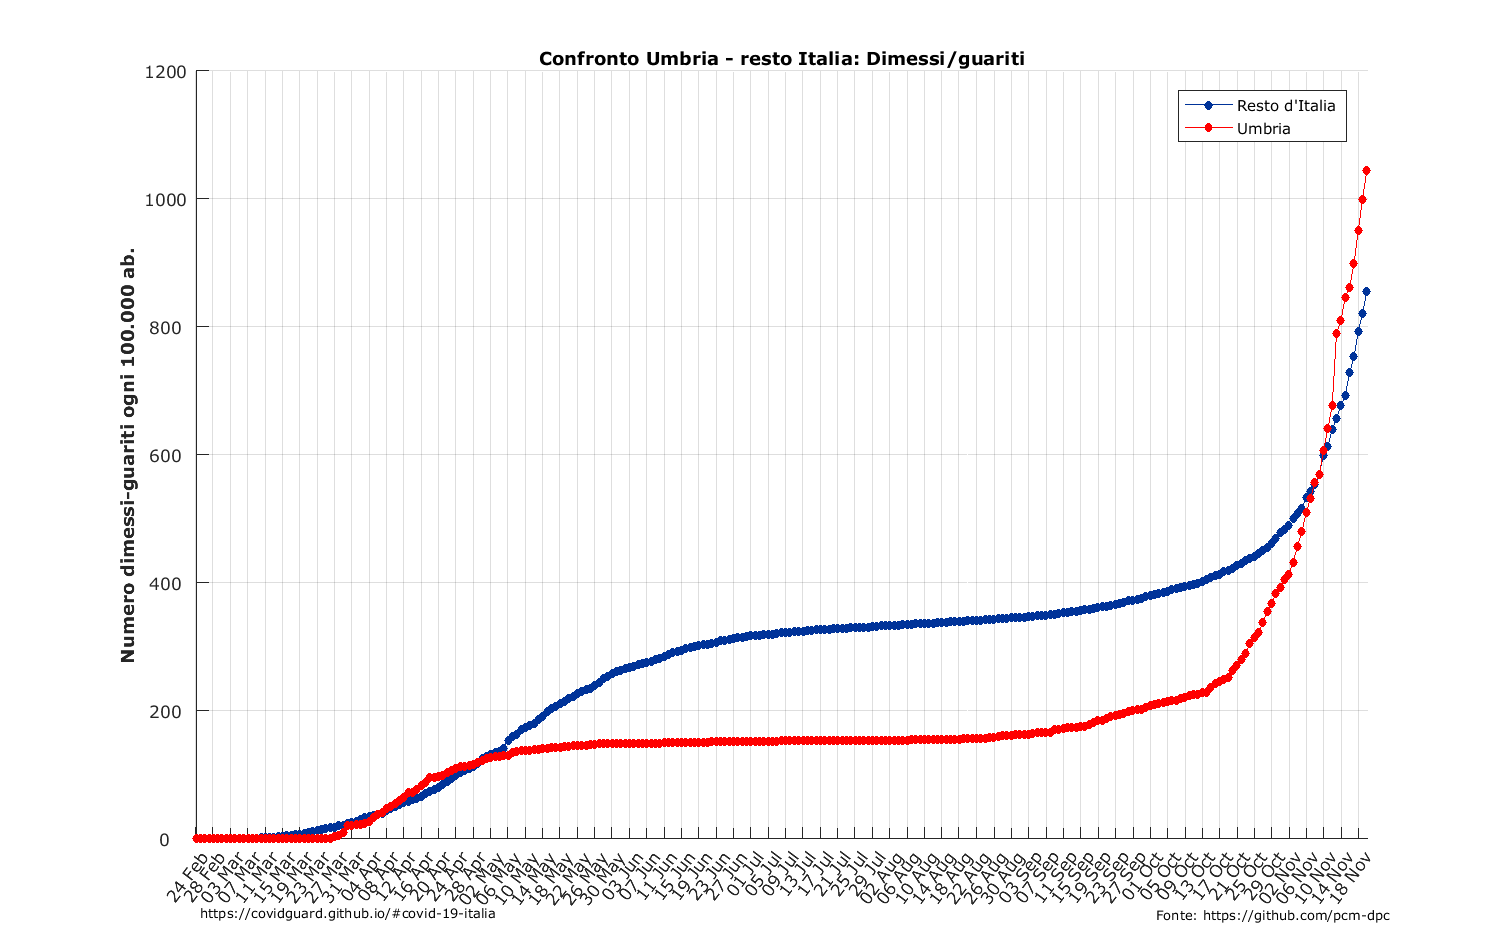 Confronto Umbria - resto Italia: Dimessi/guariti
Resto d'Italia
Umbria
Numero dimessi-guariti ogni 100.000 ab.
1200
1000
800
600
400
200
0
24 Feb
28 Feb
03 Mar
07 Mar
11 Mar
15 Mar
19 Mar
23 Mar
27 Mar
31 Mar
04 Apr
08 Apr
12 Apr
16 Apr
20 Apr
24 Apr
28 Apr
02 May
06 May
10 May
14 May
18 May
22 May
26 May
30 May
03 Jun
07 Jun
11 Jun
15 Jun
19 Jun
23 Jun
27 Jun
01 Jul
05 Jul
09 Jul
13 Jul
17 Jul
21 Jul
25 Jul
29 Jul
02 Aug
06 Aug
10 Aug
14 Aug
18 Aug
22 Aug
26 Aug
30 Aug
03 Sep
07 Sep
11 Sep
15 Sep
19 Sep
23 Sep
27 Sep
01 Oct
05 Oct
09 Oct
13 Oct
17 Oct
21 Oct
25 Oct
29 Oct
02 Nov
06 Nov
10 Nov
14 Nov
18 Nov
https://covidguard.github.io/#covid-19-italia
Fonte: https://github.com/pcm-dpc